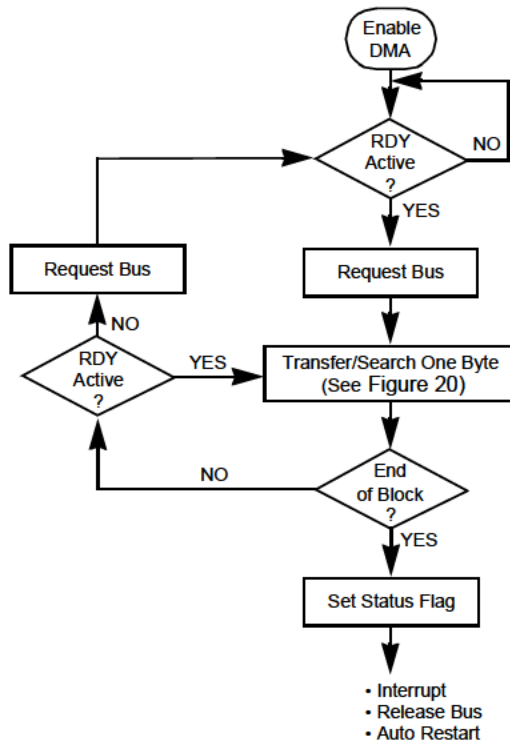 Enable
DMA
RDY
Active
?
NO
YES
Request Bus
Request Bus
NO
RDY
Active
?
YES
Transfer/Search One Byte
(See Figure 20)
NO
End
of Block
?
YES
Set Status Flag
• Interrupt
• Release Bus
• Auto Restart